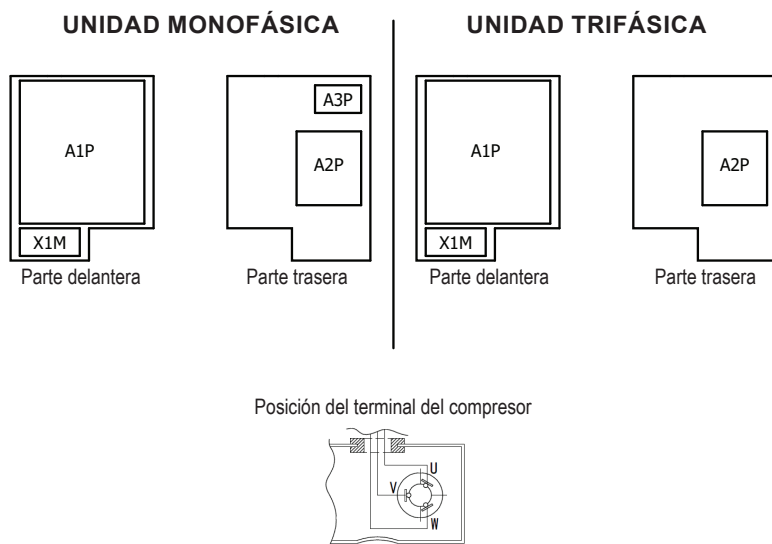 UNIDAD MONOFÁSICA
A1P
X1M
Parte delantera
A3P
A2P
Parte trasera
UNIDAD TRIFÁSICA
A1P
X1M
Parte delantera
A2P
Parte trasera
Posición del terminal del compresor
U
V
W